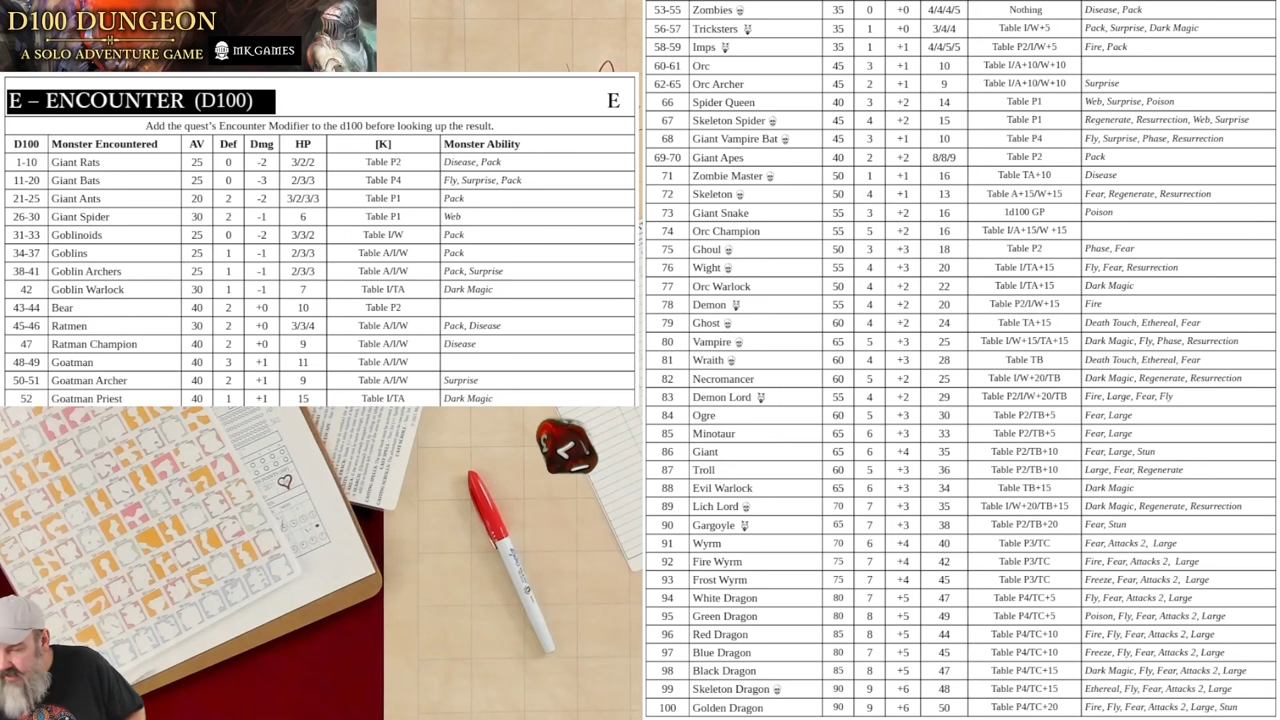 D100 DUNGEON
A SOLO ADVENTURE GAME MK.GAMES
E – ENCOUNTER (D100) E
Add the quest's Encounter Modifier to the d100 before looking up the result.
D100 Monster Encountered AV Def Dmg HP [K] Monster Ability
1-10 Giant Rats 25 0 -2 3/2/2 Table P2 Disease, Pack
11-20 Giant Bats 25 0 -3 2/3/3 Table P4 Fly, Surprise, Pack
21-25 Giant Ants 20 2 -2 3/2/3/3 Table P1 Pack
26-30 Giant Spider 30 2 -1 6 Table P1 Web
31-33 Goblinoids 25 0 -2 3/3/2 Table I/W Pack
34-37 Goblins 25 1 -1 2/3/3 Table A/I/W Pack
38-41 Goblin Archers 25 1 -1 2/3/3 Table A/I/W Pack, Surprise
42 Goblin Warlock 30 1 -1 7 Table I/TA Dark Magic
43-44 Bear 40 2 +0 10 Table P2
45-46 Ratmen 30 2 +0 3/3/4 Table A/I/W Pack, Disease
47 Ratman Champion 40 2 +0 9 Table A/I/W Disease
48-49 Goatman 40 3 +1 11 Table A/I/W
50-51 Goatman Archer 40 2 +1 9 Table A/I/W Surprise
52 Goatman Priest 40 1 +1 15 Table I/TA Dark Magic
53-55 Zombies 35 0 +0 4/4/4/5 Nothing Disease, Pack
56-57 Tricksters 35 1 +0 3/4/4 Table I/W+5 Pack, Surprise, Dark Magic
58-59 Imps 35 1 +1 4/4/5/5 Table P2/I/W+5 Fire, Pack
60-61 Orc 45 3 +1 10 Table I/A+10/W+10
62-65 Orc Archer 45 2 +1 9 Table I/A+10/W+10 Surprise
66 Spider Queen 40 3 +2 14 Table P1 Web, Surprise, Poison
67 Skeleton Spider 45 4 +2 15 Table P1 Regenerate, Resurrection, Web, Surprise
68 Giant Vampire Bat 45 3 +1 10 Table P4 Fly, Surprise, Phase, Resurrection
69-70 Giant Apes 40 2 +2 8/8/9 Table P2 Pack
71 Zombie Master 50 1 +1 16 Table TA+10 Disease
72 Skeleton 50 4 +1 13 Table A+15/W+15 Fear, Regenerate, Resurrection
73 Giant Snake 55 3 +2 16 1d100 GP Poison
74 Orc Champion 55 5 +2 16 Table I/A+15/W +15
75 Ghoul 50 3 +3 18 Table P2 Phase, Fear
76 Wight 55 4 +3 20 Table I/TA+15 Fly, Fear, Resurrection
77 Orc Warlock 50 4 +2 22 Table I/TA+15 Dark Magic
78 Demon 55 4 +2 20 Table P2/I/W+15 Fire
79 Ghost 60 4 +2 24 Table TA+15 Death Touch, Ethereal, Fear
80 Vampire 65 5 +3 25 Table I/W+15/TA+15 Dark Magic, Fly, Phase, Resurrection
81 Wraith 60 4 +3 28 Table TB Death Touch, Ethereal, Fear
82 Necromancer 60 5 +2 25 Table I/W+20/TB Dark Magic, Regenerate, Resurrection
83 Demon Lord 55 4 +2 29 Table P2/I/W+20/TB Fire, Large, Fear, Fly
84 Ogre 60 5 +3 30 Table P2/TB+5 Fear, Large
85 Minotaur 65 6 +3 33 Table P2/TB+5 Fear, Large
86 Giant 65 6 +4 35 Table P2/TB+10 Fear, Large, Stun
87 Troll 60 5 +3 36 Table P2/TB+10 Large, Fear, Regenerate
88 Evil Warlock 65 6 +3 34 Table TB+15 Dark Magic
89 Lich Lord 70 7 +3 35 Table I/W+20/TB+15 Dark Magic, Regenerate, Resurrection
90 Gargoyle 65 7 +3 38 Table P2/TB+20 Fear, Stun
91 Wyrm 70 6 +4 40 Table P3/TC Fear, Attacks 2, Large
92 Fire Wyrm 75 7 +4 42 Table P3/TC Fire, Fear, Attacks 2, Large
93 Frost Wyrm 75 7 +4 45 Table P3/TC Freeze, Fear, Attacks 2, Large
94 White Dragon 80 7 +5 47 Table P4/TC+5 Fly, Fear, Attacks 2, Large
95 Green Dragon 80 8 +5 49 Table P4/TC+5 Poison, Fly, Fear, Attacks 2, Large
96 Red Dragon 85 8 +5 44 Table P4/TC+10 Fire, Fly, Fear, Attacks 2, Large
97 Blue Dragon 80 7 +5 45 Table P4/TC+10 Freeze, Fly, Fear, Attacks 2, Large
98 Black Dragon 85 8 +5 47 Table P4/TC+15 Dark Magic, Fly, Fear, Attacks 2, Large
99 Skeleton Dragon 90 9 +6 48 Table P4/TC+15 Ethereal, Fly, Fear, Attacks 2, Large
100 Golden Dragon 90 9 +6 50 Table P4/TC+20 Fire, Fly, Fear, Attacks 2, Large, Stun